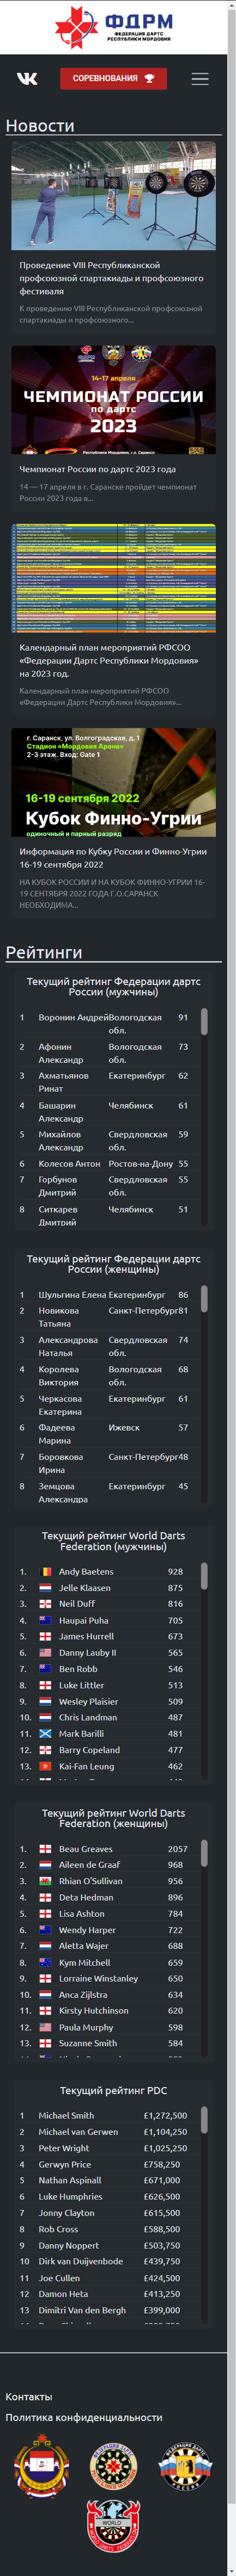 ФДРМ
ФЕДЕРАЦИЯ ДАРТС
РЕСПУБЛИКИ МОРДОВИЯ
СОРЕВНОВАНИЯ
Новости
Проведение VIII Республиканской
профсоюзной спартакиады и профсоюзного
фестиваля
К проведению VIII Республиканской профсоюзной
спартакиады и профсоюзного...
14-17 апреля
ЧЕМПИОНАТ РОССИИ
по дартс
2023
Чемпионат России по дартс 2023 года
14 — 17 апреля в г. Саранске пройдет чемпионат
России 2023 года в...
Календарный план мероприятий РФСОО
«Федерации Дартс Республики Мордовия»
на 2023 год.
Календарный план мероприятий РФСОО
«Федерации Дартс Республики Мордовия»...
г. Саранск, ул. Волгоградская, д. 1
Стадион «Мордовия Арена»
2-3 этаж. Вход: Gate 1
16-19 сентября 2022
Кубок Финно-Угрии
одиночный и парный разряд
Информация по Кубку России и Финно-Угрии
16-19 сентября 2022
НА КУБОК РОССИИ И НА КУБОК ФИННО-УГРИИ 16-
19 СЕНТЯБРЯ 2022 ГОДА Г.О.САРАНСК
НЕОБХОДИМА...
Рейтинги
Текущий рейтинг Федерации дартс
России (мужчины)
1 Воронин Андрей Вологодская обл. 91
2 Афонин Александр Вологодская обл. 73
3 Ахматьянов Ринат Екатеринбург 62
4 Башарин Александр Челябинск 61
5 Михайлов Александр Свердловская обл. 59
6 Колесов Антон Ростов-на-Дону 55
7 Горбунов Дмитрий Свердловская обл. 55
8 Ситкарев Дмитрий Челябинск 51
Текущий рейтинг Федерации дартс
России (женщины)
1 Шульгина Елена Екатеринбург 86
2 Новикова Татьяна Санкт-Петербург 81
3 Александрова Наталья Свердловская обл. 74
4 Королева Виктория Вологодская обл. 68
5 Черкасова Екатерина Екатеринбург 61
6 Фадеева Марина Ижевск 57
7 Боровкова Ирина Санкт-Петербург 48
8 Земцова Александра Екатеринбург 45
Текущий рейтинг World Darts
Federation (мужчины)
1. Andy Baetens 928
2. Jelle Klaasen 875
3. Neil Duff 816
4. Haupai Puha 705
5. James Hurrell 673
6. Danny Lauby II 565
7. Ben Robb 546
8. Luke Littler 513
9. Wesley Plaisier 509
10. Chris Landman 487
11. Mark Barilli 481
12. Barry Copeland 477
13. Kai-Fan Leung 462
Текущий рейтинг World Darts
Federation (женщины)
1. Beau Greaves 2057
2. Aileen de Graaf 968
3. Rhian O'Sullivan 956
4. Deta Hedman 896
5. Lisa Ashton 784
6. Wendy Harper 722
7. Aletta Wajer 688
8. Kym Mitchell 659
9. Lorraine Winstanley 650
10. Anca Zijlstra 634
11. Kirsty Hutchinson 620
12. Paula Murphy 598
13. Suzanne Smith 584
Текущий рейтинг PDC
1 Michael Smith £1,272,500
2 Michael van Gerwen £1,104,250
3 Peter Wright £1,025,250
4 Gerwyn Price £758,250
5 Nathan Aspinall £671,000
6 Luke Humphries £626,500
7 Jonny Clayton £615,500
8 Rob Cross £588,500
9 Danny Noppert £503,750
10 Dirk van Duijvenbode £439,750
11 Joe Cullen £424,500
12 Damon Heta £413,250
13 Dimitri Van den Bergh £399,000
Контакты
Политика конфиденциальности
WORLD